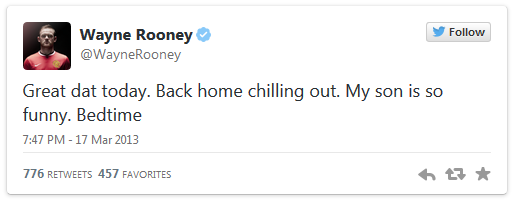 Wayne Rooney
@WayneRooney
Follow
Great dat today. Back home chilling out. My son is so
funny. Bedtime
7:47 PM - 17 Mar 2013
776 RETWEETS 457 FAVORITES